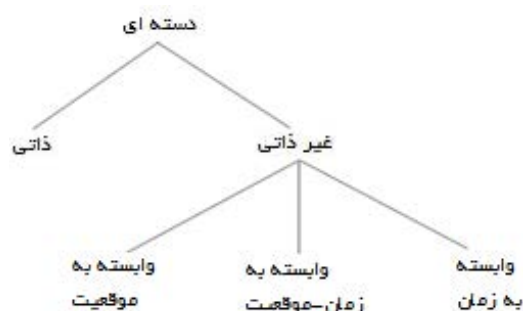 دسته ای
ذاتی
غیر ذاتی
وابسته به
موقعیت
وابسته به
زمان-موقعیت
وابسته
به زمان